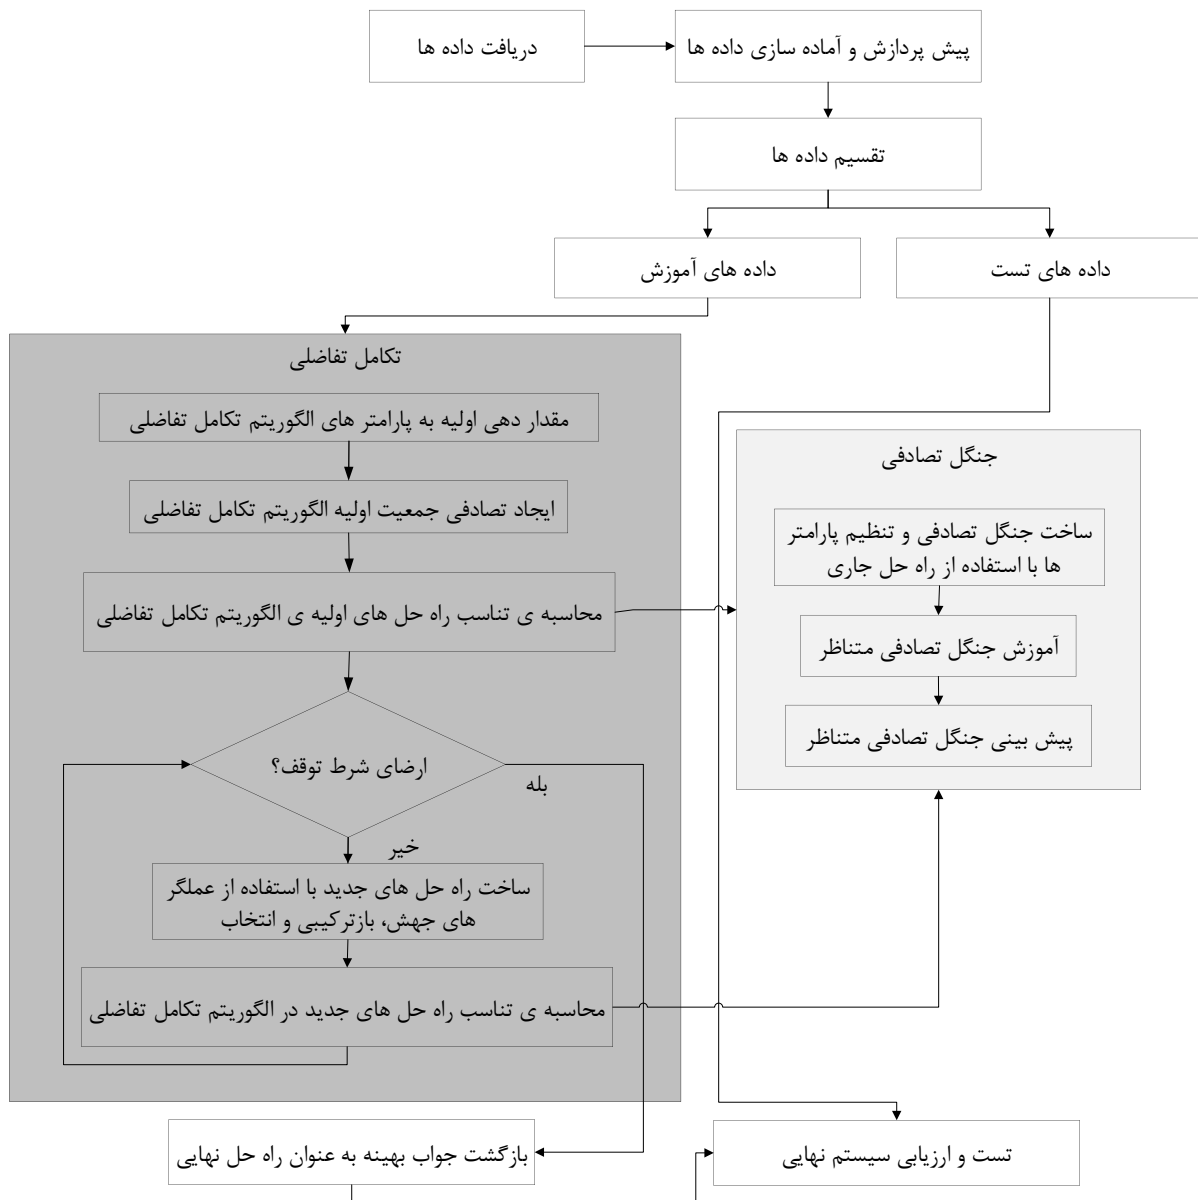 دریافت داده ها
پیش پردازش و آماده سازی داده ها
تقسیم داده ها
داده های آموزش
داده های تست
تکامل تفاضلی
مقدار دهی اولیه به پارامتر های الگوریتم تکامل تفاضلی
ایجاد تصادفی جمعیت اولیه الگوریتم تکامل تفاضلی
محاسبه ی تناسب راه حل های اولیه ی الگوریتم تکامل تفاضلی
ارضای شرط توقف؟
بله
خیر
ساخت راه حل های جدید با استفاده از عملگر
های جهش، بازترکیبی و انتخاب
محاسبه ی تناسب راه حل های جدید در الگوریتم تکامل تفاضلی
جنگل تصادفی
ساخت جنگل تصادفی و تنظیم پارامتر
ها با استفاده از راه حل جاری
آموزش جنگل تصادفی متناظر
پیش بینی جنگل تصادفی متناظر
بازگشت جواب بهینه به عنوان راه حل نهایی
تست و ارزیابی سیستم نهایی